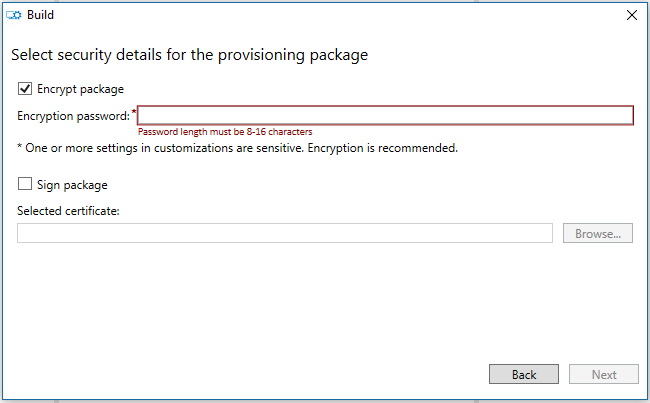 Build
Select security details for the provisioning package
Encrypt package
Encryption password: *
Password length must be 8-16 characters
* One or more settings in customizations are sensitive. Encryption is recommended.
Sign package
Selected certificate:
Browse...
Back Next